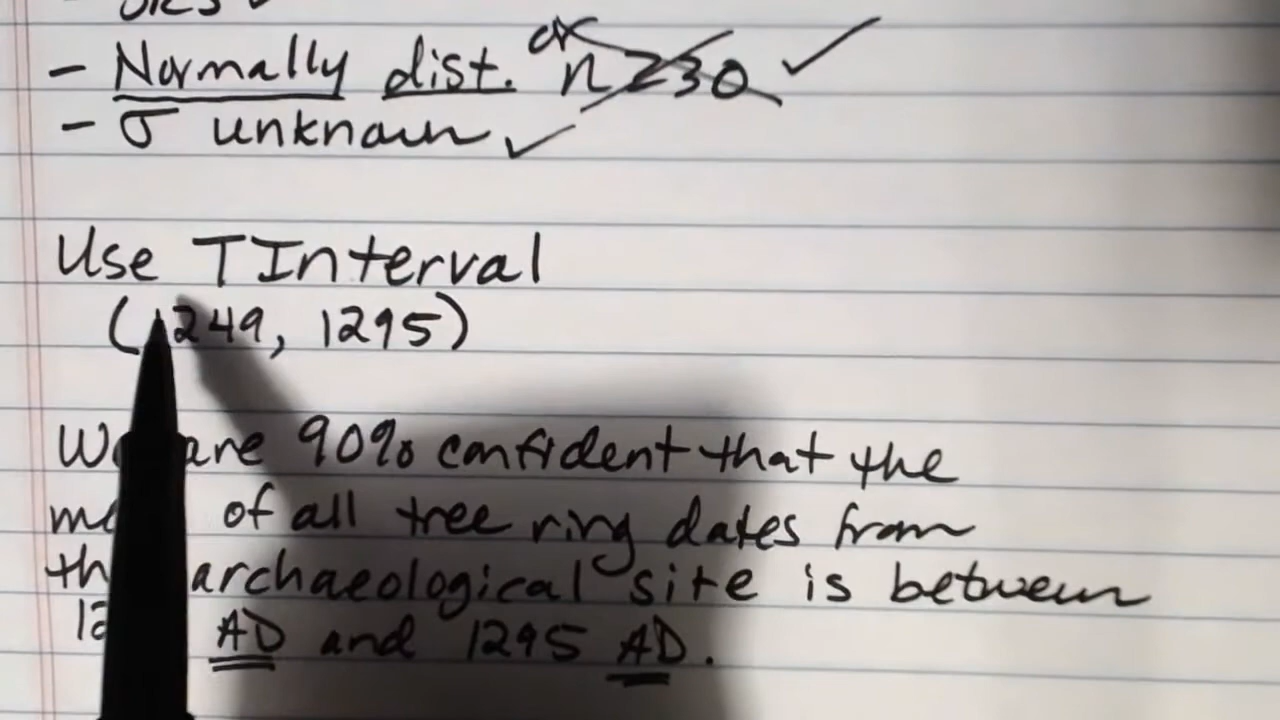 - Normally dist. or n≥30 ✓
- σ unknown ✓
Use TInterval
(1249, 1295)
are 90% confident that the
of all tree ring dates from
archaeological site is between
AD and 1295 AD.